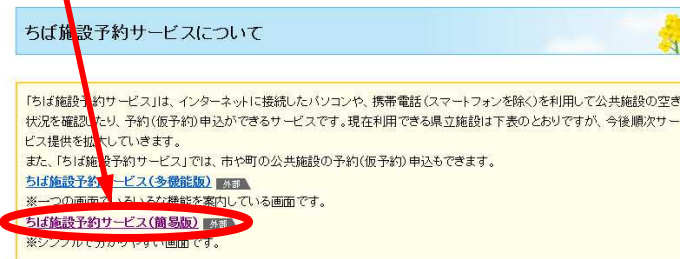 ちば施設予約サービスについて
「ちば施設予約サービス」は、インターネットに接続したパソコンや、携帯電話(スマートフォンを除く)を利用して公共施設の空き
状況を確認したり、予約(仮予約)申込ができるサービスです。現在利用できる県立施設は下表のとおりですが、今後順次サー
ビス提供を拡大していきます。
また、「ちば施設予約サービス」では、市や町の公共施設の予約(仮予約)申込もできます。
ちば施設予約サービス(多機能版) 外部
※一つの画面でいろいろな機能を案内している画面です。
ちば施設予約サービス(簡易版) 外部
※シンプルで分かりやすい画面です。